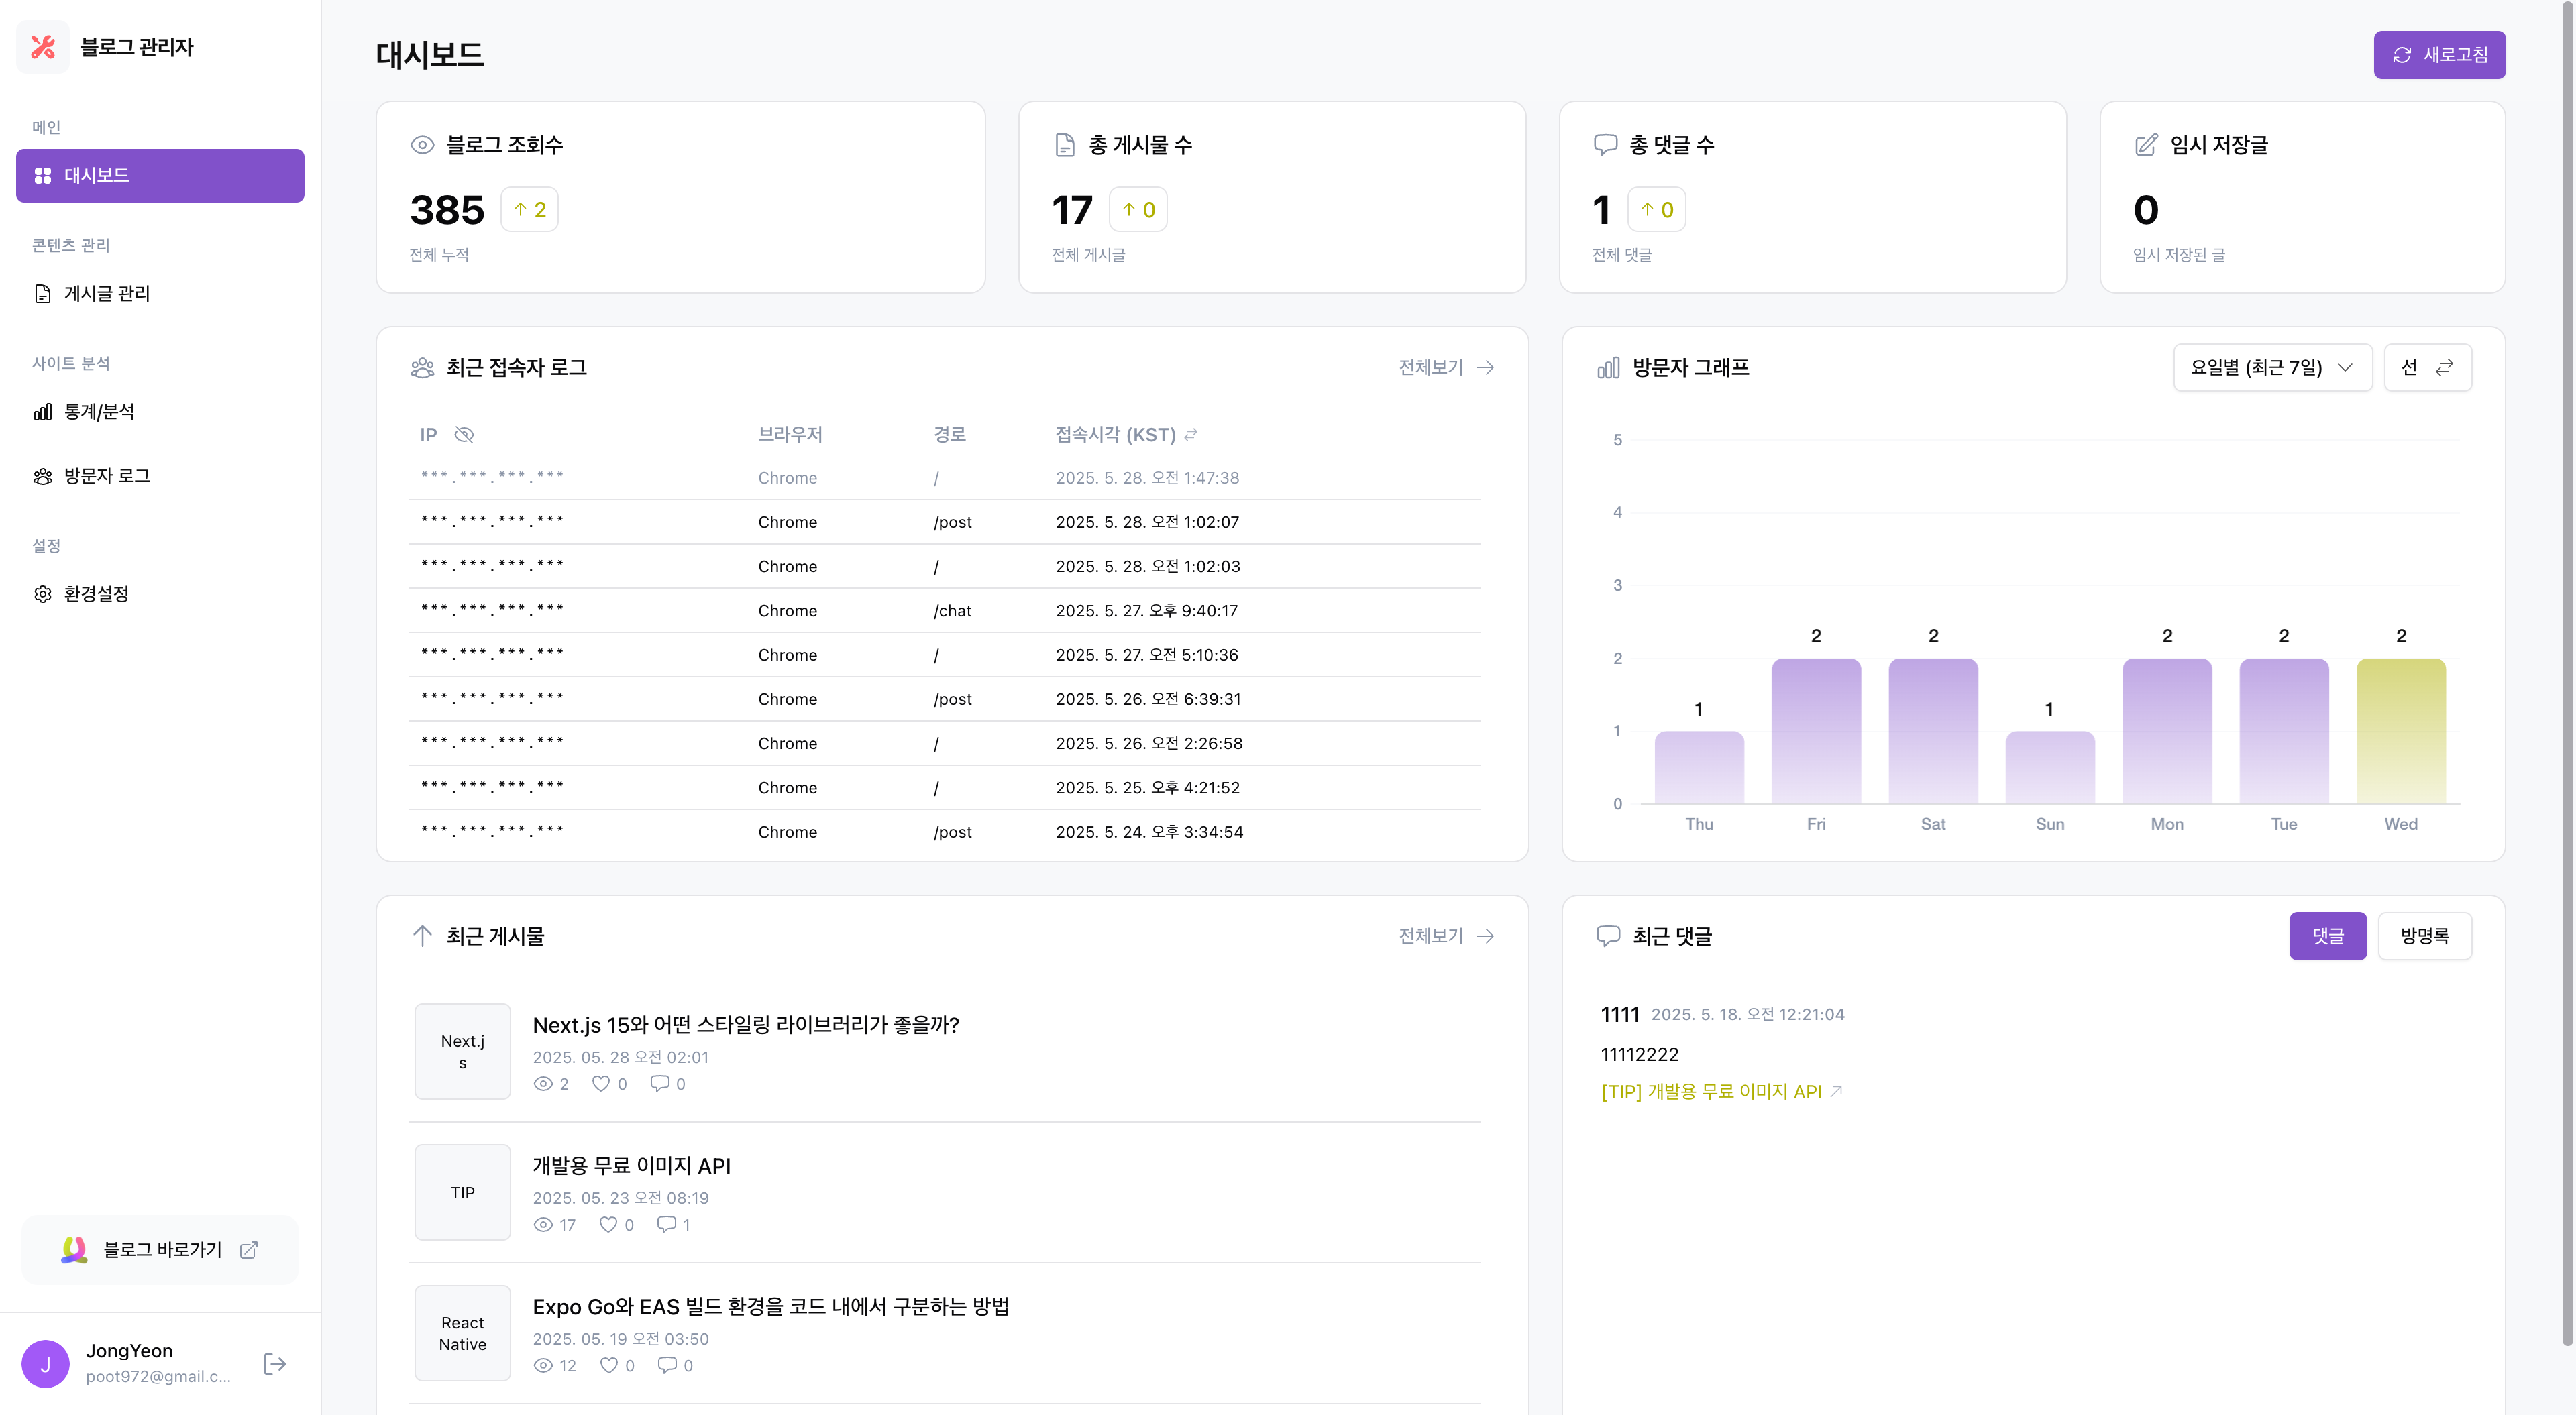 블로그 관리자
메인
대시보드
콘텐츠 관리
게시글 관리
사이트 분석
통계/분석
방문자 로그
설정
환경설정
블로그 바로가기
J
JongYeon
poot972@gmail.c...
대시보드
새로고침
블로그 조회수
385 ↑ 2
전체 누적
총 게시물 수
17 ↑ 0
전체 게시글
총 댓글 수
1 ↑ 0
전체 댓글
임시 저장글
0
임시 저장된 글
최근 접속자 로그 전체보기 →
IP 브라우저 경로 접속시각 (KST)
***.***.***.*** Chrome / 2025. 5. 28. 오전 1:47:38
***.***.***.*** Chrome /post 2025. 5. 28. 오전 1:02:07
***.***.***.*** Chrome / 2025. 5. 28. 오전 1:02:03
***.***.***.*** Chrome /chat 2025. 5. 27. 오후 9:40:17
***.***.***.*** Chrome / 2025. 5. 27. 오전 5:10:36
***.***.***.*** Chrome /post 2025. 5. 26. 오전 6:39:31
***.***.***.*** Chrome / 2025. 5. 26. 오전 2:26:58
***.***.***.*** Chrome / 2025. 5. 25. 오후 4:21:52
***.***.***.*** Chrome /post 2025. 5. 24. 오후 3:34:54
방문자 그래프 요일별 (최근 7일) 선
5
4
3
2
1
0
1 2 2 1 2 2 2
Thu Fri Sat Sun Mon Tue Wed
최근 게시물 전체보기 →
Next.j
s
Next.js 15와 어떤 스타일링 라이브러리가 좋을까?
2025. 05. 28 오전 02:01
2 0 0
TIP
개발용 무료 이미지 API
2025. 05. 23 오전 08:19
17 0 1
React
Native
Expo Go와 EAS 빌드 환경을 코드 내에서 구분하는 방법
2025. 05. 19 오전 03:50
12 0 0
최근 댓글 댓글 방명록
1111 2025. 5. 18. 오전 12:21:04
11112222
[TIP] 개발용 무료 이미지 API